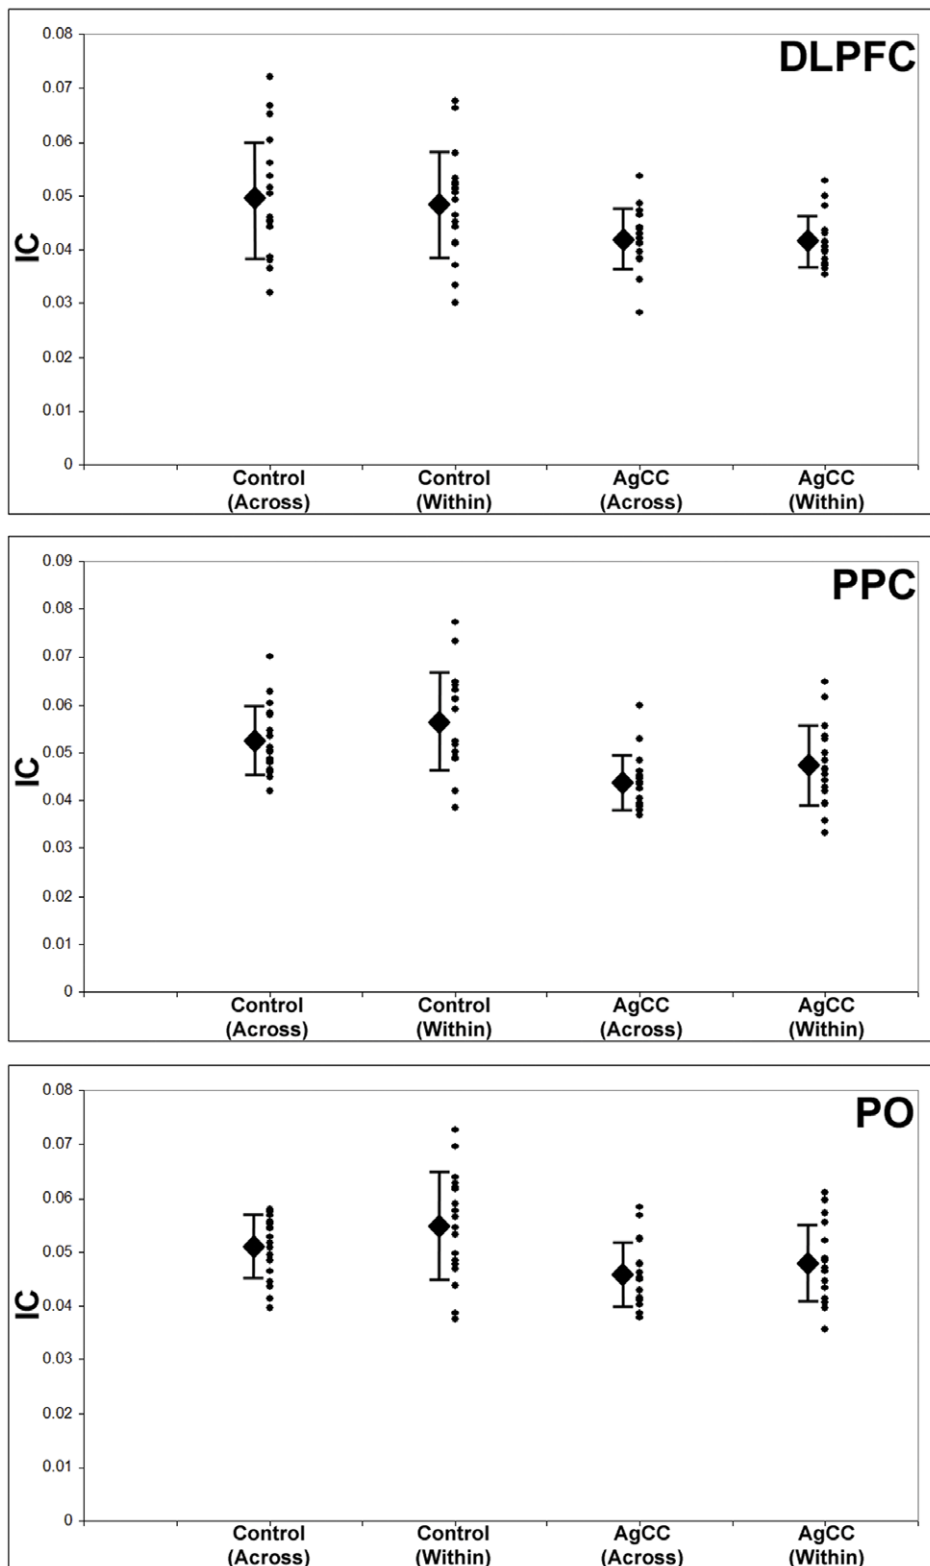 DLPFC
0.08
0.07
0.06
0.05
0.04
0.03
0.02
0.01
0
IC
Control Control AgCC AgCC
(Across) (Within) (Across) (Within)
PPC
0.09
0.08
0.07
0.06
0.05
0.04
0.03
0.02
0.01
0
IC
Control Control AgCC AgCC
(Across) (Within) (Across) (Within)
PO
0.08
0.07
0.06
0.05
0.04
0.03
0.02
0.01
0
IC
Control Control AgCC AgCC
(Across) (Within) (Across) (Within)